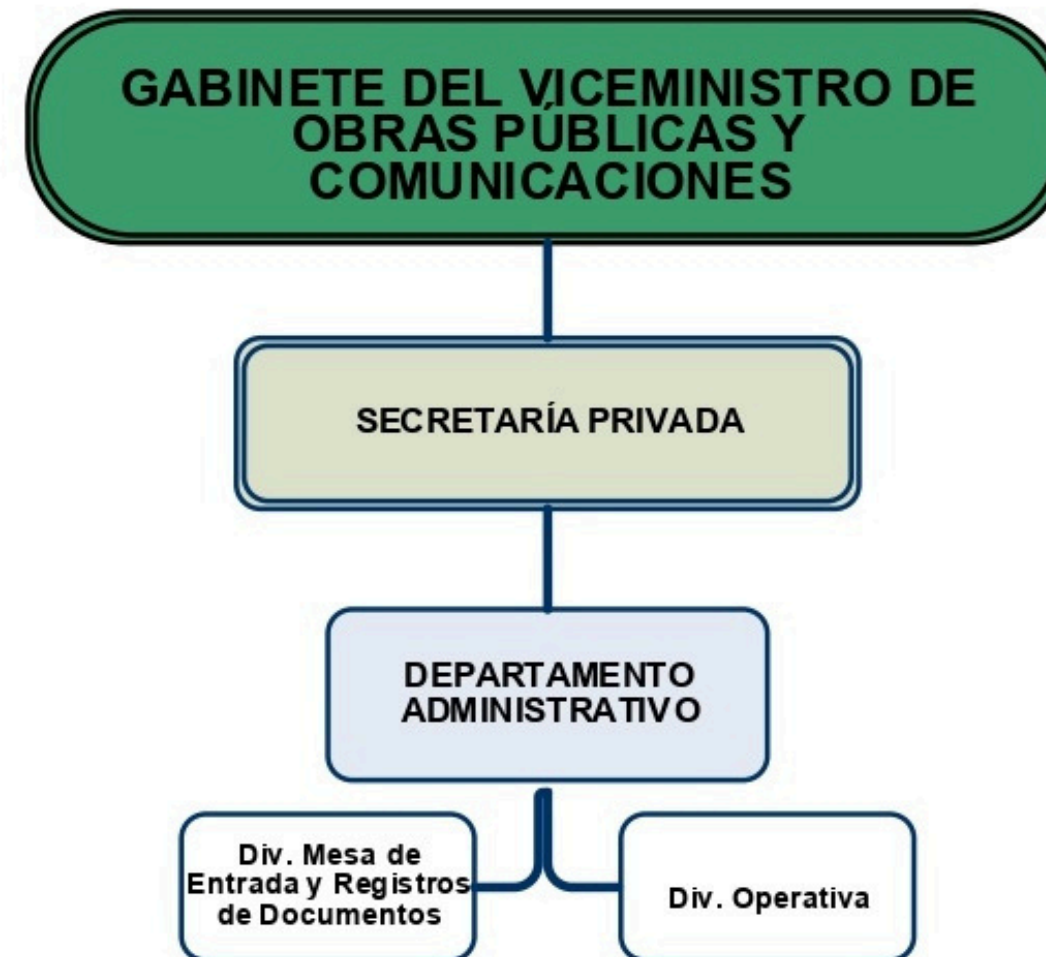 GABINETE DEL VICEMINISTRO DE
OBRAS PÚBLICAS Y
COMUNICACIONES
SECRETARÍA PRIVADA
DEPARTAMENTO
ADMINISTRATIVO
Div. Mesa de
Entrada y Registros
de Documentos
Div. Operativa